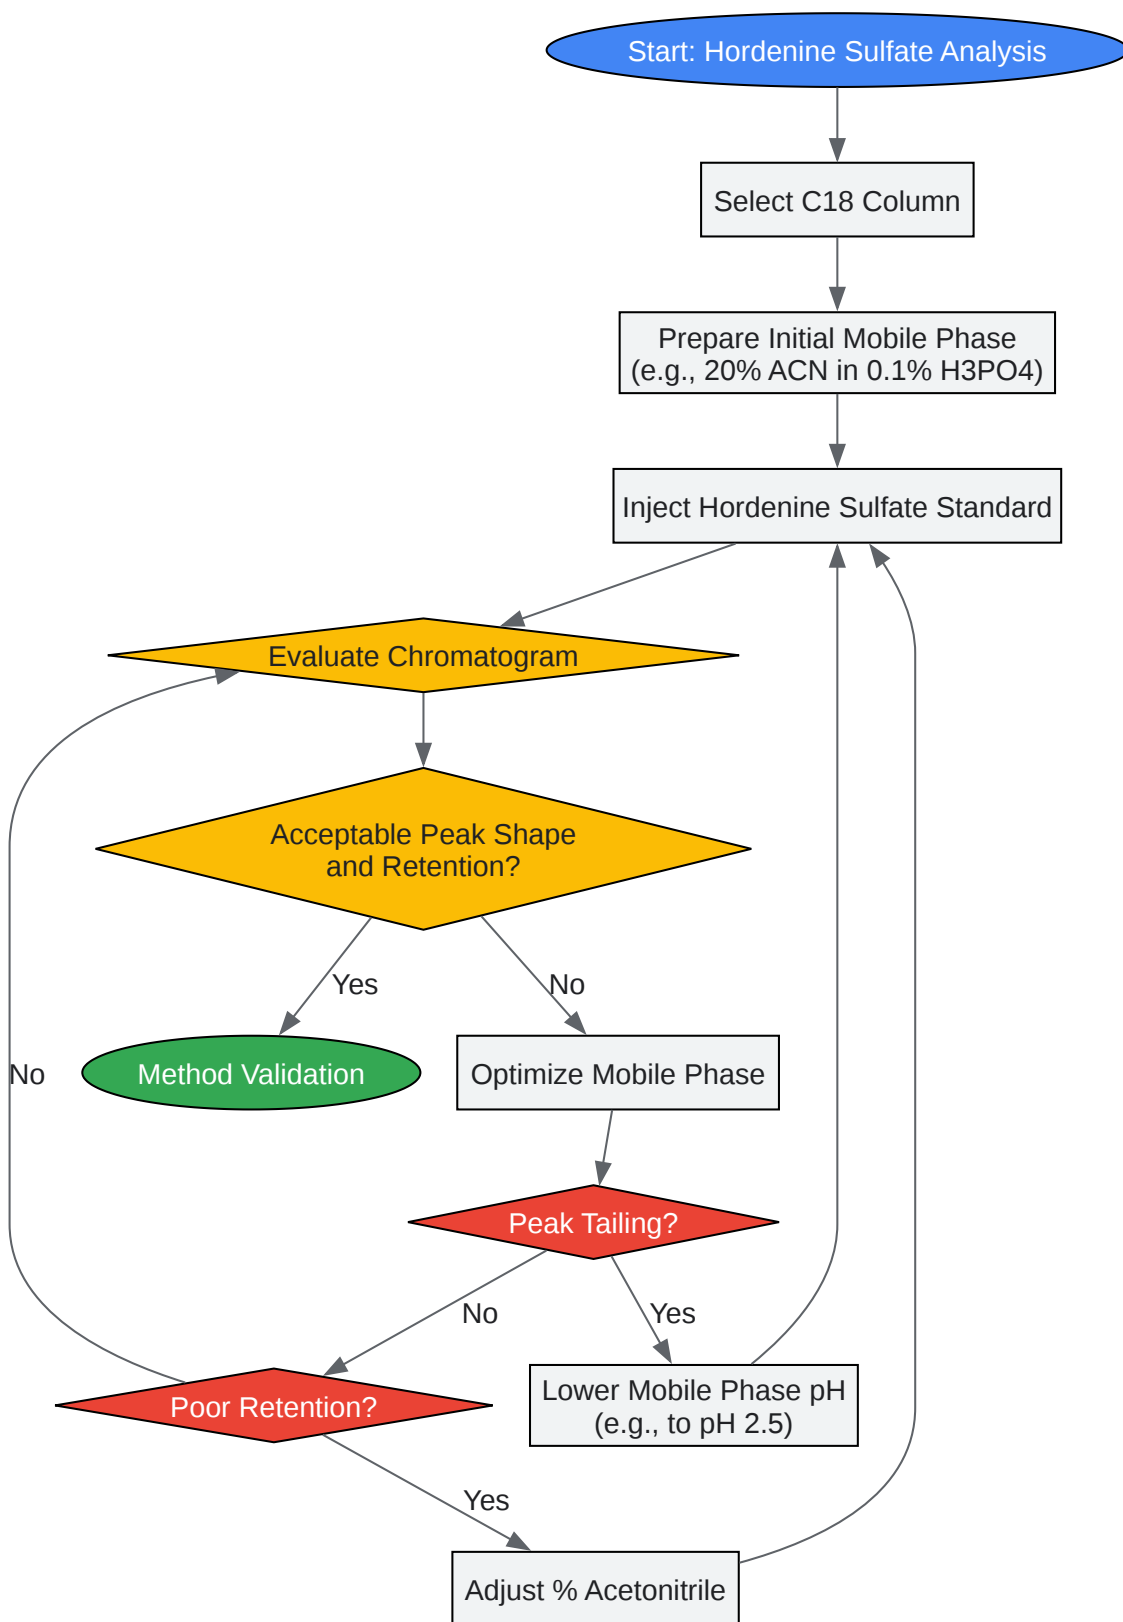 Start: Hordenine Sulfate Analysis
Select C18 Column
Prepare Initial Mobile Phase
(e.g., 20% ACN in 0.1% H3PO4)
Inject Hordenine Sulfate Standard
Evaluate Chromatogram
Acceptable Peak Shape
and Retention?
Yes
No
No
Method Validation
Optimize Mobile Phase
Peak Tailing?
No
Yes
Poor Retention?
Lower Mobile Phase pH
(e.g., to pH 2.5)
Yes
Adjust % Acetonitrile